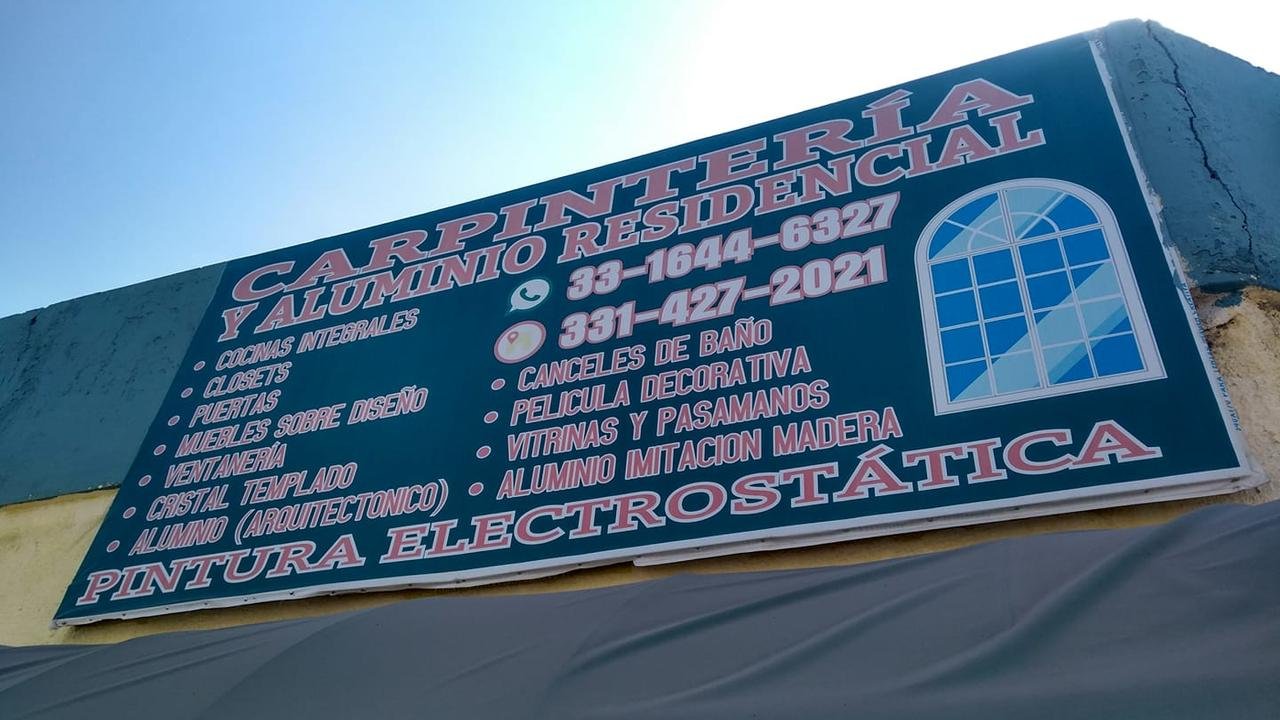 CARPINTERÍA
Y ALUMINIO RESIDENCIAL
33-1644-6327
331-427-2021
• COCINAS INTEGRALES
• CLOSETS
• PUERTAS
• MUEBLES SOBRE DISEÑO
• VENTANERÍA
• CRISTAL TEMPLADO
• ALUMINIO (ARQUITECTONICO)
• CANCELES DE BAÑO
• PELICULA DECORATIVA
• VITRINAS Y PASAMANOS
• ALUMINIO IMITACION MADERA
PINTURA ELECTROSTÁTICA